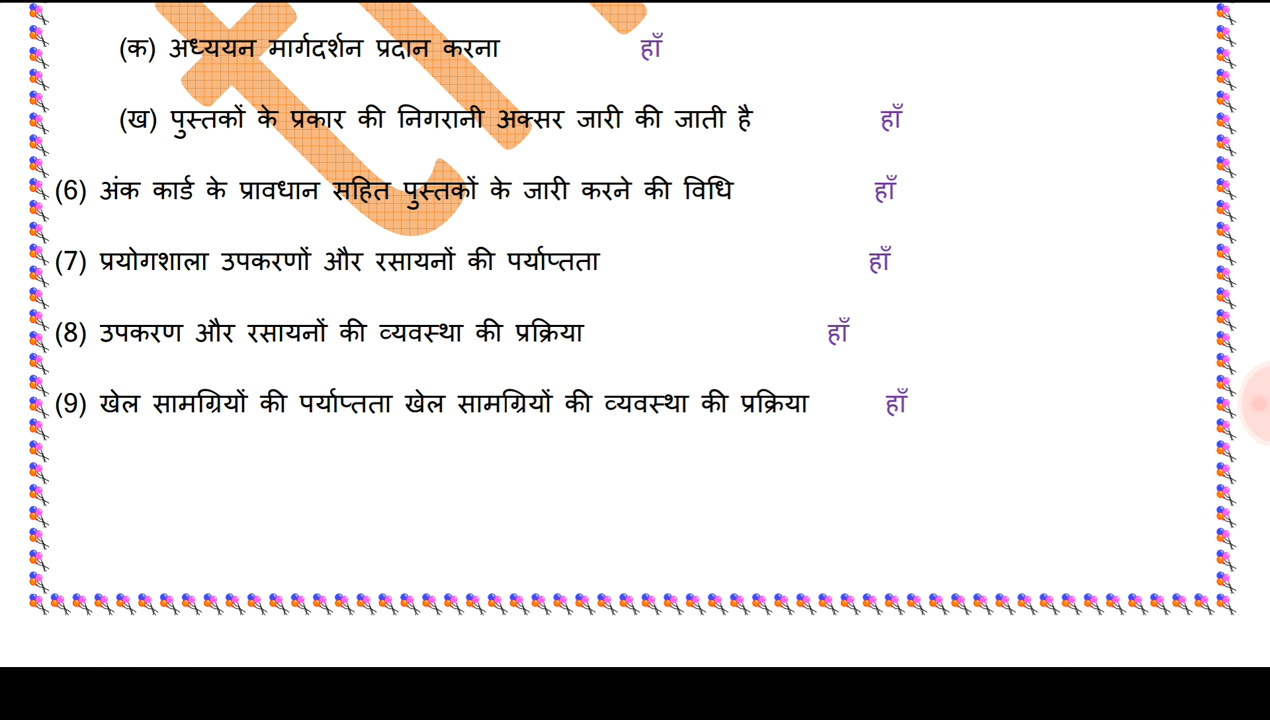 (क) अध्ययन मार्गदर्शन प्रदान करना हाँ
(ख) पुस्तकों के प्रकार की निगरानी अक्सर जारी की जाती है हाँ
(6) अंक कार्ड के प्रावधान सहित पुस्तकों के जारी करने की विधि हाँ
(7) प्रयोगशाला उपकरणों और रसायनों की पर्याप्तता हाँ
(8) उपकरण और रसायनों की व्यवस्था की प्रक्रिया हाँ
(9) खेल सामग्रियों की पर्याप्तता खेल सामग्रियों की व्यवस्था की प्रक्रिया हाँ